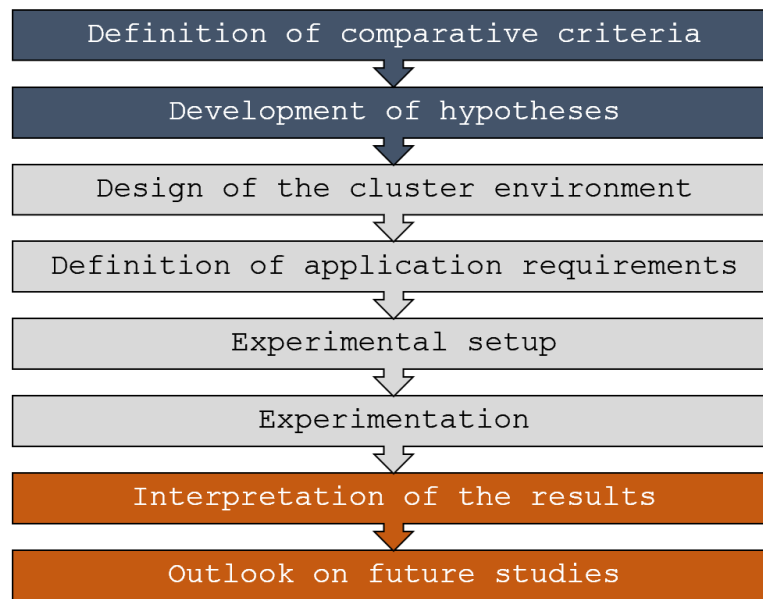 Definition of comparative criteria
Development of hypotheses
Design of the cluster environment
Definition of application requirements
Experimental setup
Experimentation
Interpretation of the results
Outlook on future studies